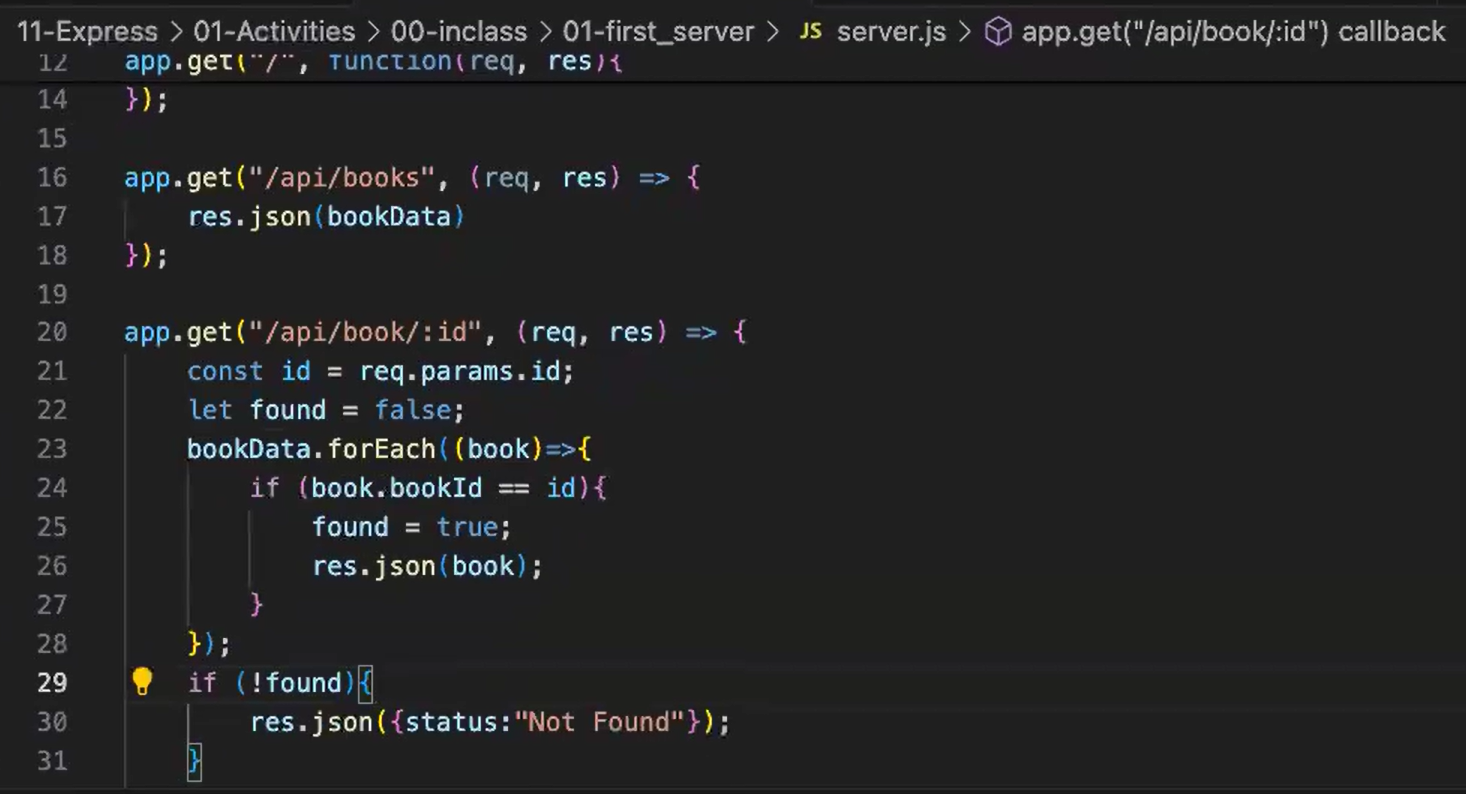 11-Express > 01-Activities > 00-inclass > 01-first_server > JS server.js > app.get("/api/book/:id") callback
12 app.get("/", function(req, res){
14 });
15
16 app.get("/api/books", (req, res) => {
17 res.json(bookData)
18 });
19
20 app.get("/api/book/:id", (req, res) => {
21 const id = req.params.id;
22 let found = false;
23 bookData.forEach((book)=>{
24 if (book.bookId == id){
25 found = true;
26 res.json(book);
27 }
28 });
29 if (!found){
30 res.json({status:"Not Found"});
31 }